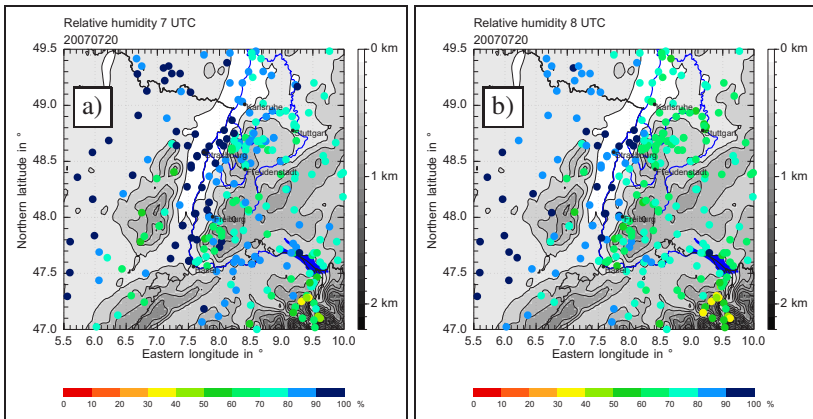 Relative humidity 7 UTC
20070720
a)
49.5
49.0
48.5
48.0
47.5
47.0
Northern latitude in °
Karlsruhe
Stuttgart
Strasbourg
Freudenstadt
Freiburg
Basel
5.5 6.0 6.5 7.0 7.5 8.0 8.5 9.0 9.5 10.0
Eastern longitude in °
0 km
1 km
2 km
0 10 20 30 40 50 60 70 80 90 100 %
Relative humidity 8 UTC
20070720
b)
49.5
49.0
48.5
48.0
47.5
47.0
Northern latitude in °
Karlsruhe
Stuttgart
Strasbourg
Freudenstadt
Freiburg
Basel
5.5 6.0 6.5 7.0 7.5 8.0 8.5 9.0 9.5 10.0
Eastern longitude in °
0 km
1 km
2 km
0 10 20 30 40 50 60 70 80 90 100 %